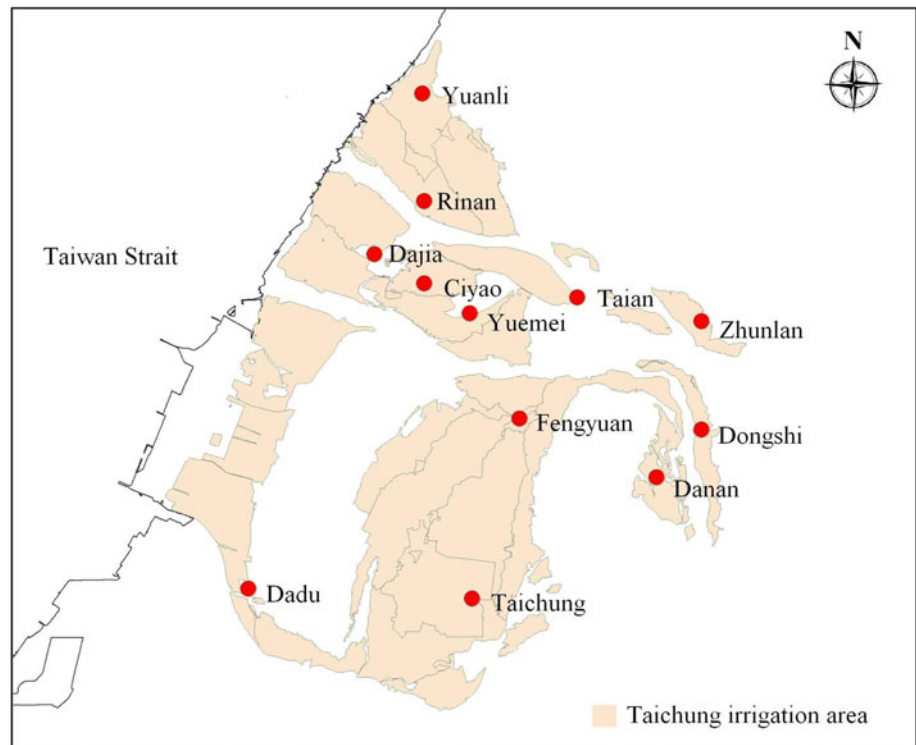 N
Yuanli
Rinan
Taiwan Strait
Dajia
Ciyao
Taian
Yuemei
Zhunlan
Fengyuan
Dongshi
Danan
Dadu
Taichung
Taichung irrigation area